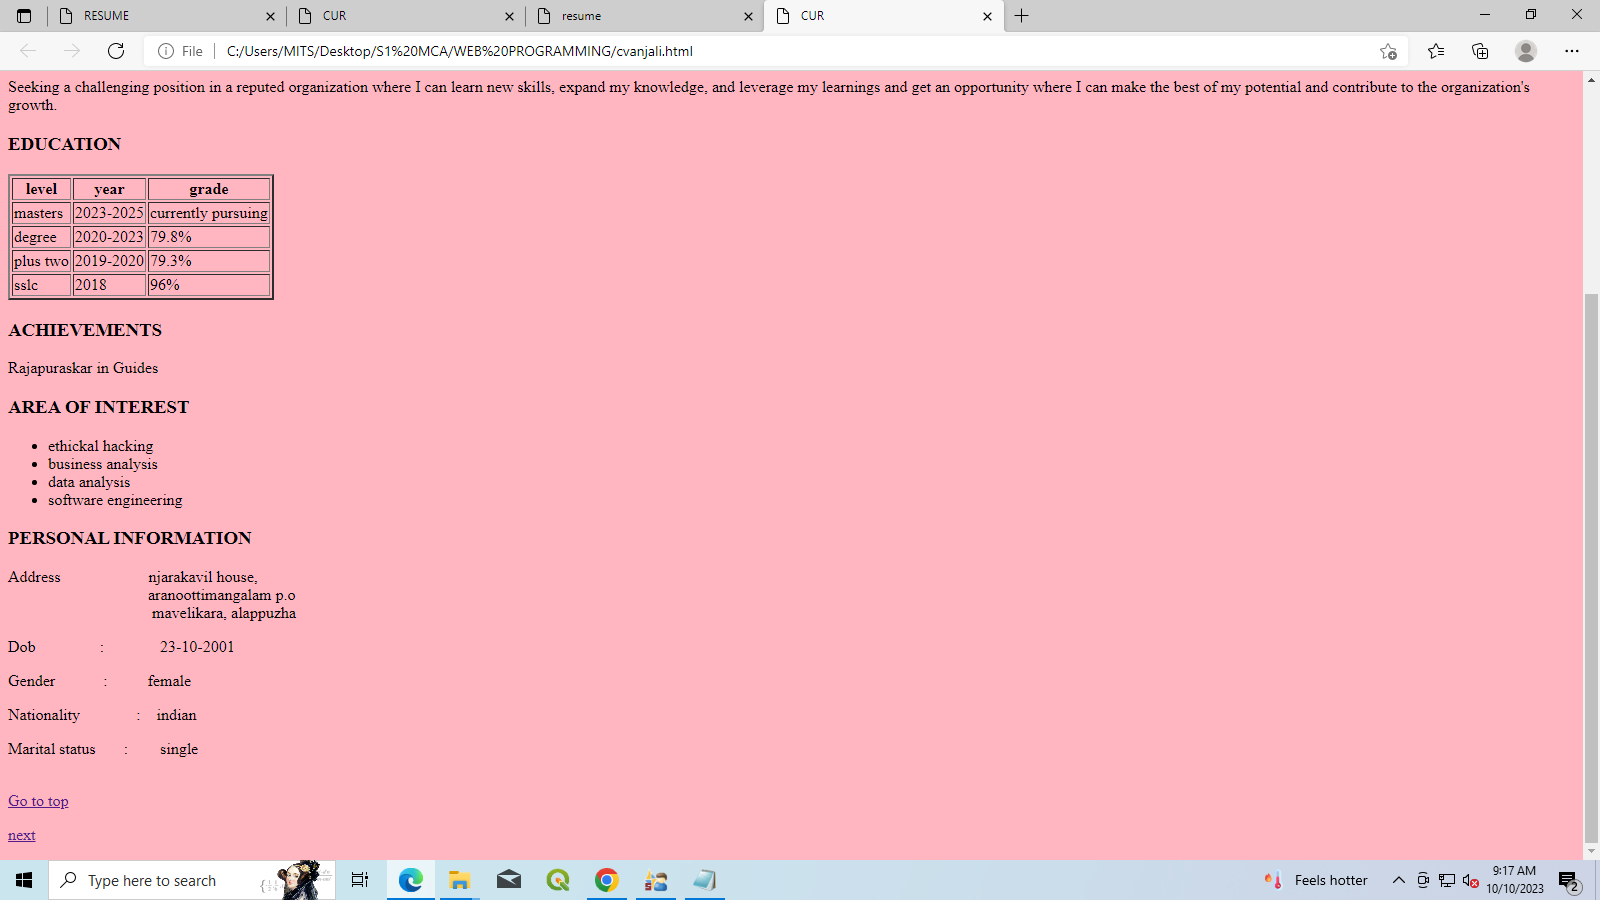 RESUME
CUR
resume
CUR
File
C:/Users/MITS/Desktop/S1%20MCA/WEB%20PROGRAMMING/cvanjali.html
Seeking a challenging position in a reputed organization where I can learn new skills, expand my knowledge, and leverage my learnings and get an opportunity where I can make the best of my potential and contribute to the organization's
growth.
EDUCATION
level year grade
masters 2023-2025 currently pursuing
degree 2020-2023 79.8%
plus two 2019-2020 79.3%
sslc 2018 96%
ACHIEVEMENTS
Rajapuraskar in Guides
AREA OF INTEREST
• ethickal hacking
• business analysis
• data analysis
• software engineering
PERSONAL INFORMATION
Address njarakavil house,
aranoottimangalam p.o
mavelikara, alappuzha
Dob : 23-10-2001
Gender : female
Nationality : indian
Marital status : single
Go to top
next
Type here to search
Feels hotter
9:17 AM
10/10/2023
2